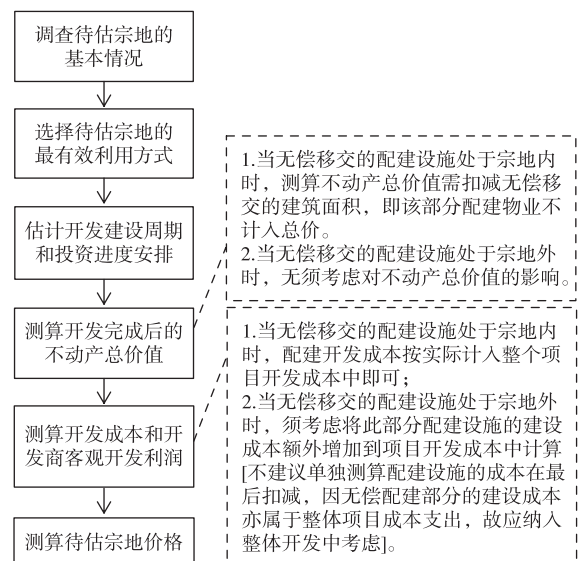 调查待估宗地的
基本情况
选择待估宗地的
最有效利用方式
估计开发建设周期
和投资进度安排
测算开发完成后的
不动产总价值
测算开发成本和开
发商客观开发利润
测算待估宗地价格
1.当无偿移交的配建设施处于宗地内
时，测算不动产总价值需扣减无偿移
交的建筑面积，即该部分配建物业不
计入总价。
2.当无偿移交的配建设施处于宗地外
时，无须考虑对不动产总价值的影响。
1.当无偿移交的配建设施处于宗地内
时，配建开发成本按实际计入整个项
目开发成本中即可；
2.当无偿移交的配建设施处于宗地外
时，须考虑将此部分配建设施的建设
成本额外增加到项目开发成本中计算
[不建议单独测算配建设施的成本在最
后扣减，因无偿配建部分的建设成本
亦属于整体项目成本支出，故应纳入
整体开发中考虑]。